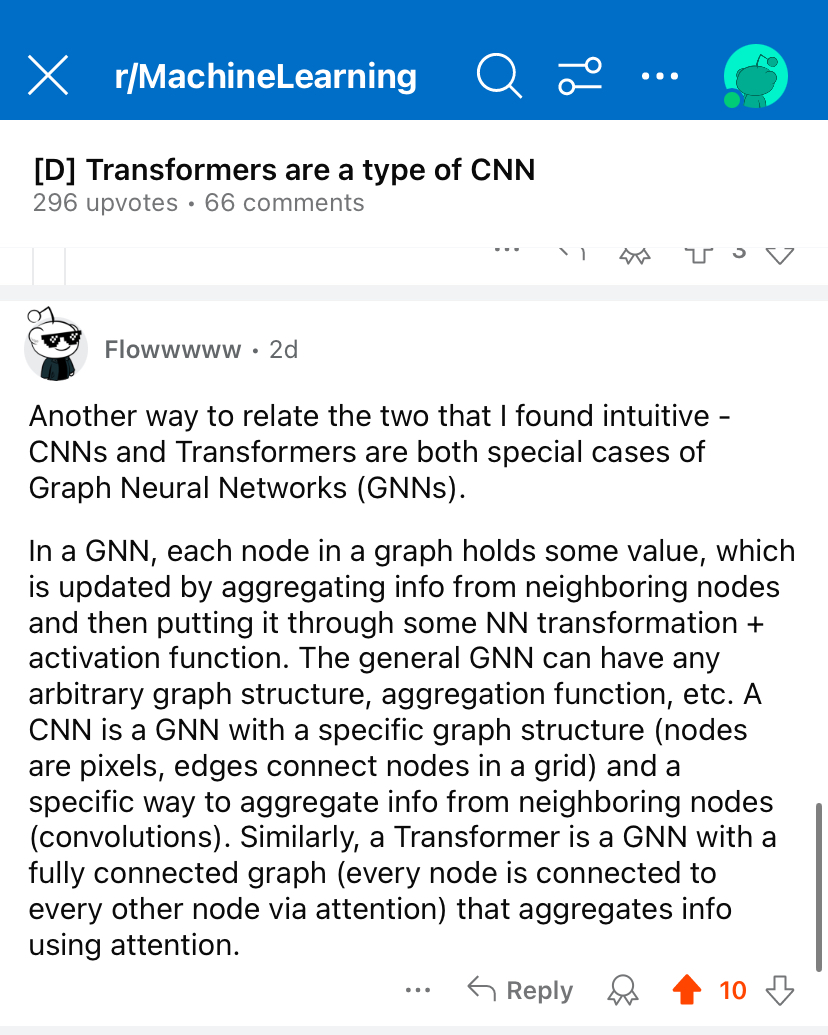 r/MachineLearning
[D] Transformers are a type of CNN
296 upvotes • 66 comments
3
Flowwwww • 2d
Another way to relate the two that I found intuitive -
CNNs and Transformers are both special cases of
Graph Neural Networks (GNNs).
In a GNN, each node in a graph holds some value, which
is updated by aggregating info from neighboring nodes
and then putting it through some NN transformation +
activation function. The general GNN can have any
arbitrary graph structure, aggregation function, etc. A
CNN is a GNN with a specific graph structure (nodes
are pixels, edges connect nodes in a grid) and a
specific way to aggregate info from neighboring nodes
(convolutions). Similarly, a Transformer is a GNN with a
fully connected graph (every node is connected to
every other node via attention) that aggregates info
using attention.
Reply 10